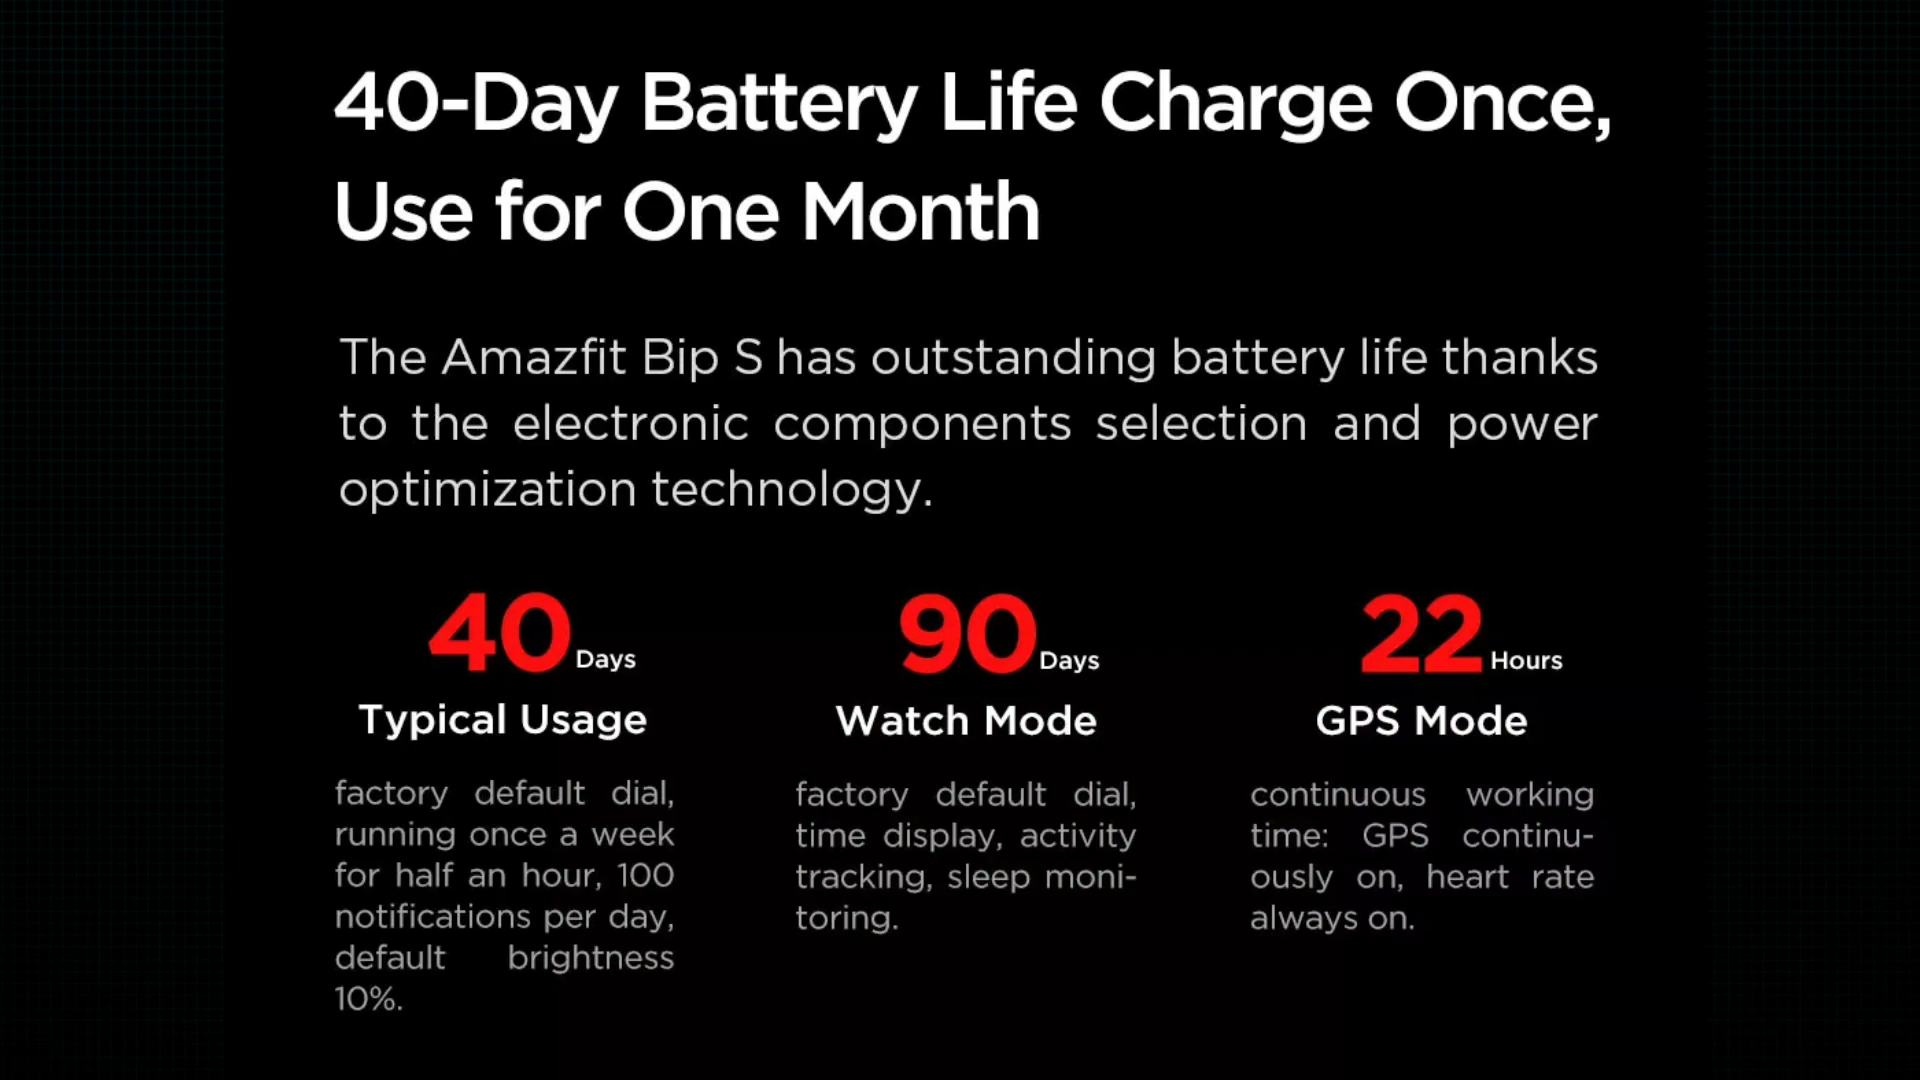 40-Day Battery Life Charge Once,
Use for One Month
The Amazfit Bip S has outstanding battery life thanks
to the electronic components selection and power
optimization technology.
40 Days
Typical Usage
factory default dial,
running once a week
for half an hour, 100
notifications per day,
default brightness
10%.
90 Days
Watch Mode
factory default dial,
time display, activity
tracking, sleep moni-
toring.
22 Hours
GPS Mode
continuous working
time: GPS continu-
ously on, heart rate
always on.